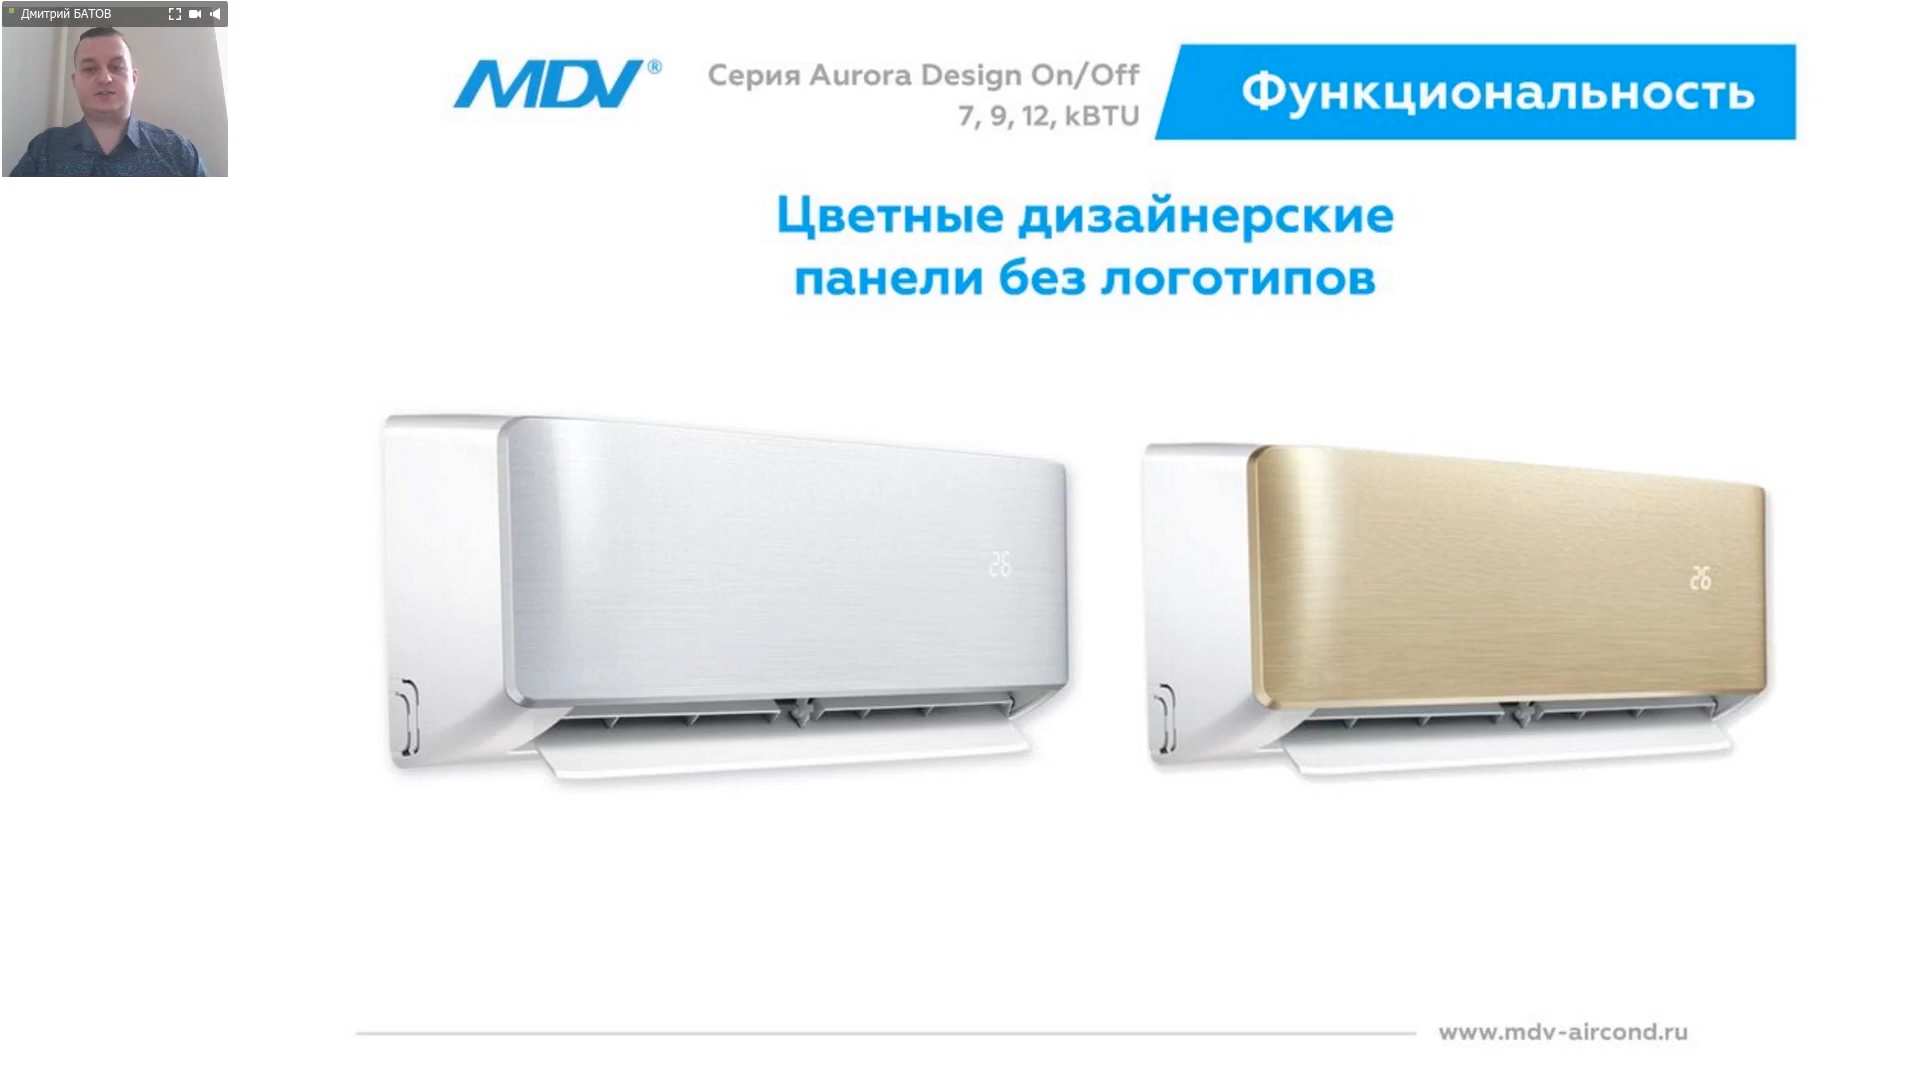 Дмитрий БАТОВ
MDV®
Серия Aurora Design On/Off
7, 9, 12, kBTU
Функциональность
Цветные дизайнерские
панели без логотипов
26
26
www.mdv-aircond.ru